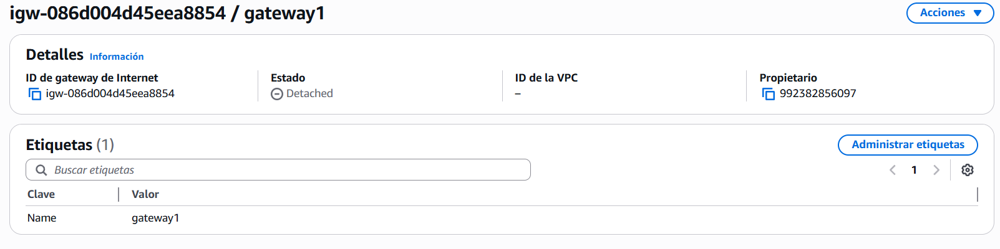 igw-086d004d45eea8854 / gateway1
Acciones
Detalles Información
ID de gateway de Internet
igw-086d004d45eea8854
Estado
Detached
ID de la VPC
–
Propietario
992382856097
Etiquetas (1)
Administrar etiquetas
Buscar etiquetas
1
Clave Valor
Name gateway1